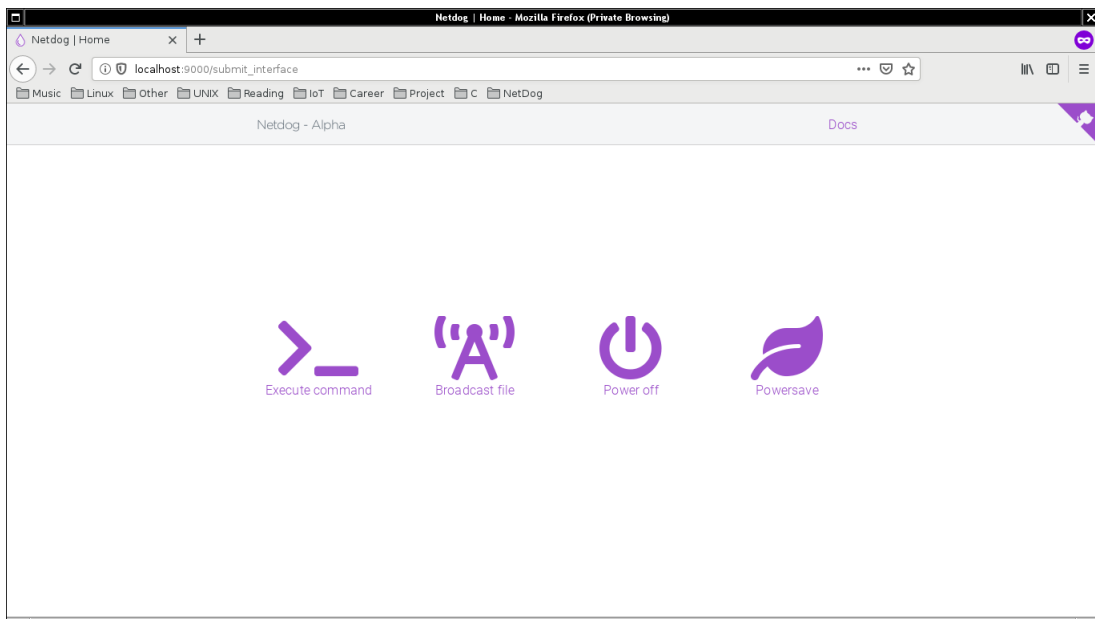 Netdog | Home - Mozilla Firefox (Private Browsing)
Netdog | Home
localhost:9000/submit_interface
Music Linux Other UNIX Reading IoT Career Project C NetDog
Netdog - Alpha Docs
Execute command Broadcast file Power off Powersave